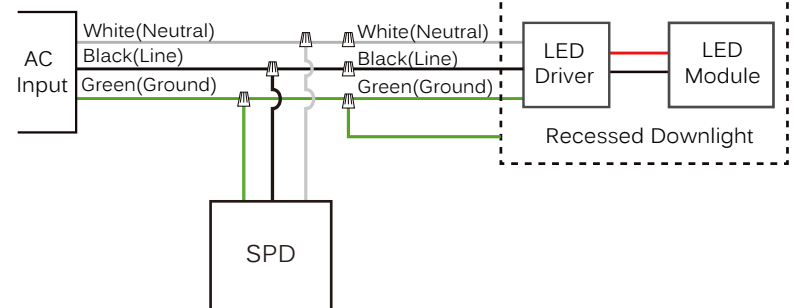 AC
Input
White(Neutral)
Black(Line)
Green(Ground)
White(Neutral)
Black(Line)
Green(Ground)
LED
Driver
LED
Module
Recessed Downlight
SPD